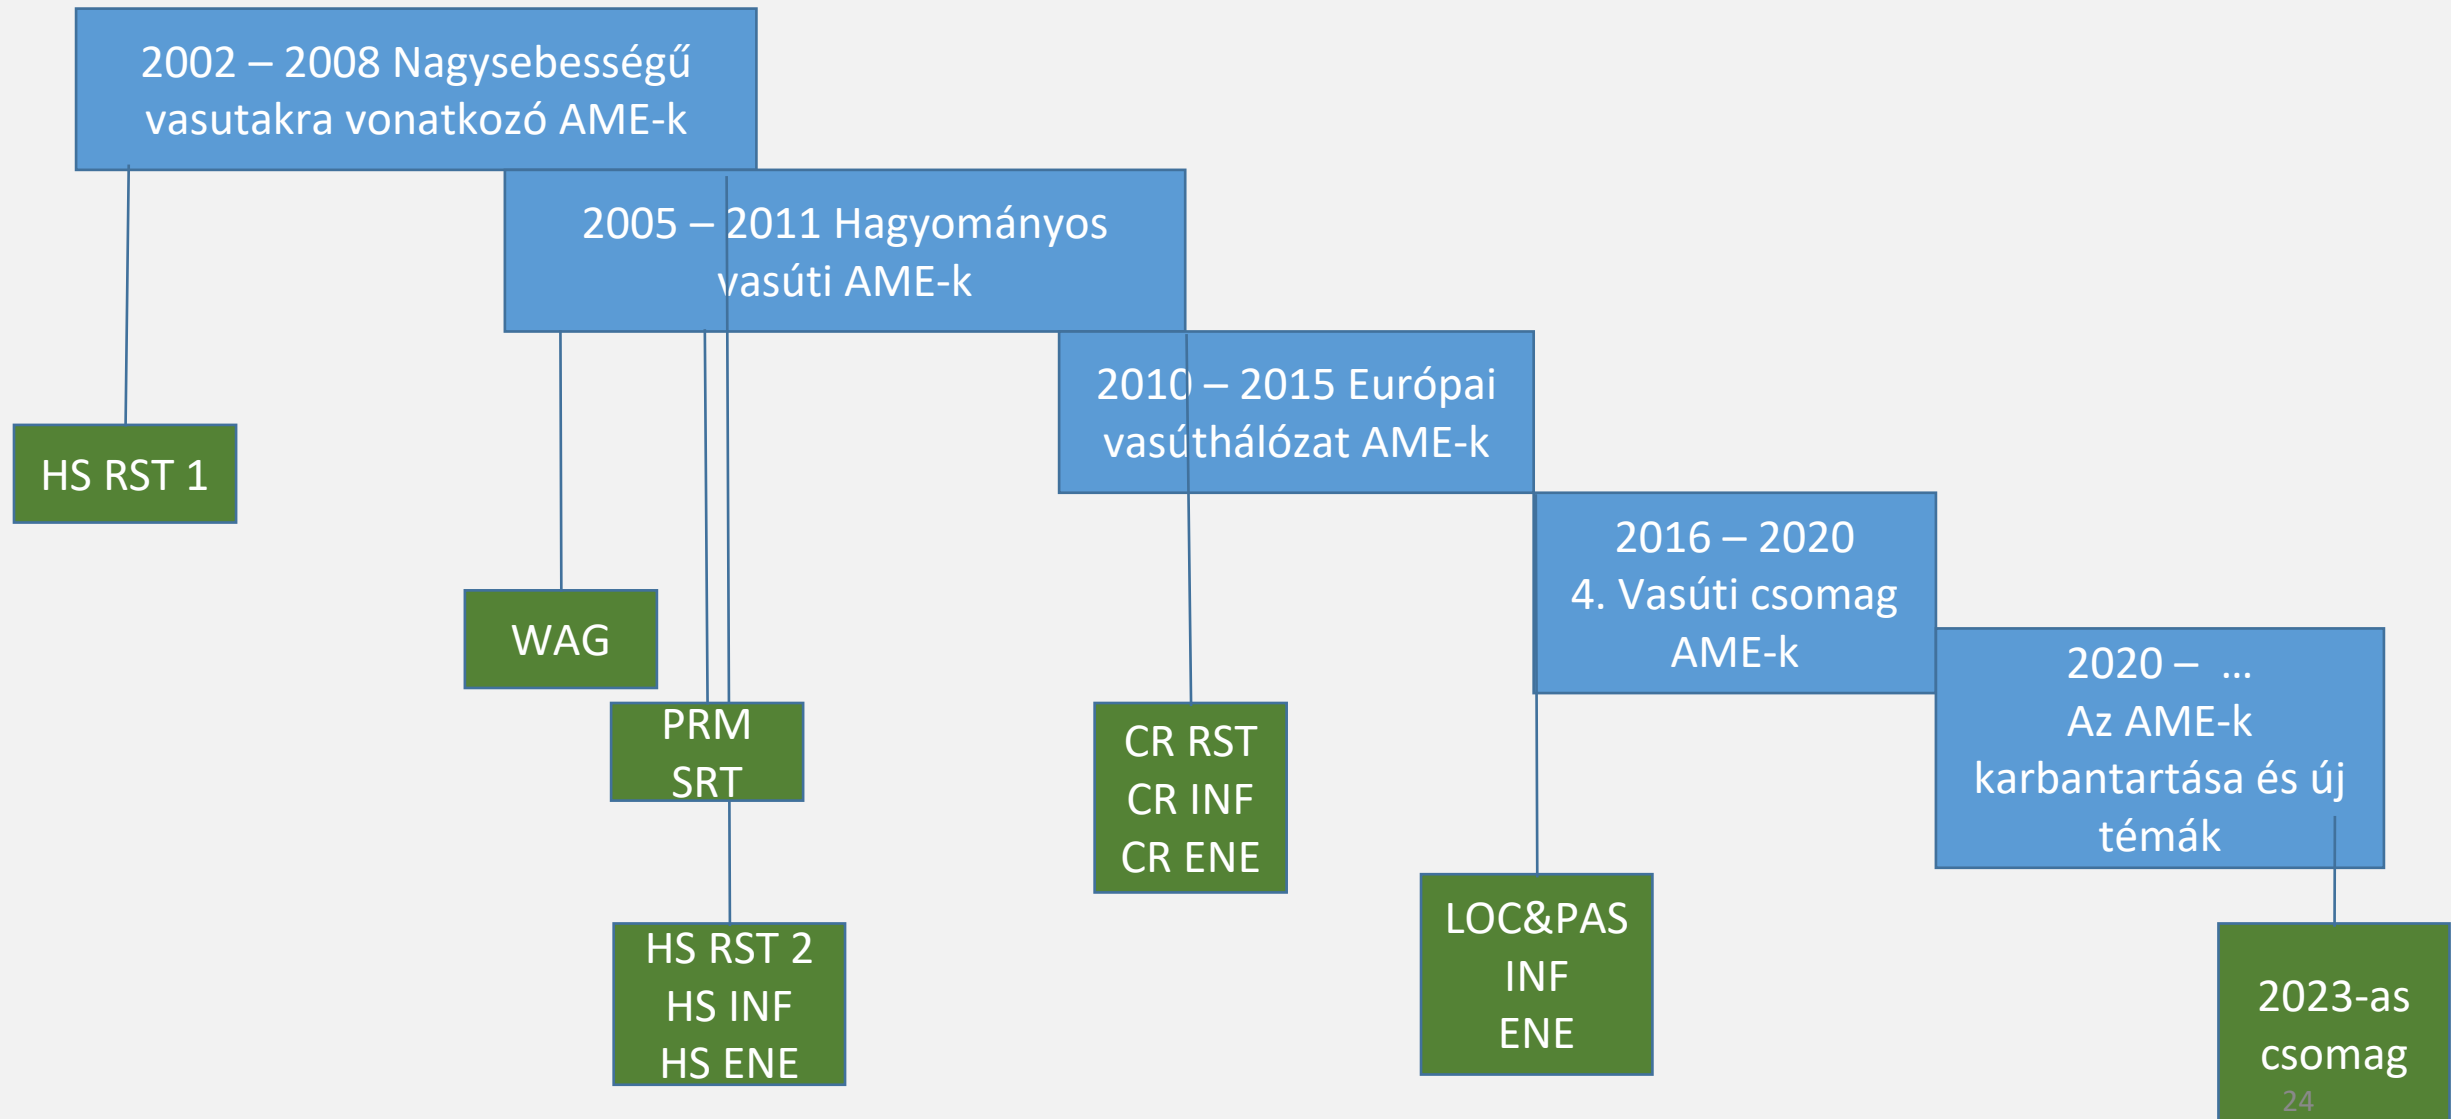 2002 – 2008 Nagysebességű
vasutakra vonatkozó AME-k
2005 – 2011 Hagyományos
vasúti AME-k
2010 – 2015 Európai
vasúthálózat AME-k
2016 – 2020
4. Vasúti csomag
AME-k
2020 – ...
Az AME-k
karbantartása és új
témák
HS RST 1
WAG
PRM
SRT
HS RST 2
HS INF
HS ENE
CR RST
CR INF
CR ENE
LOC&PAS
INF
ENE
2023-as
csomag
24